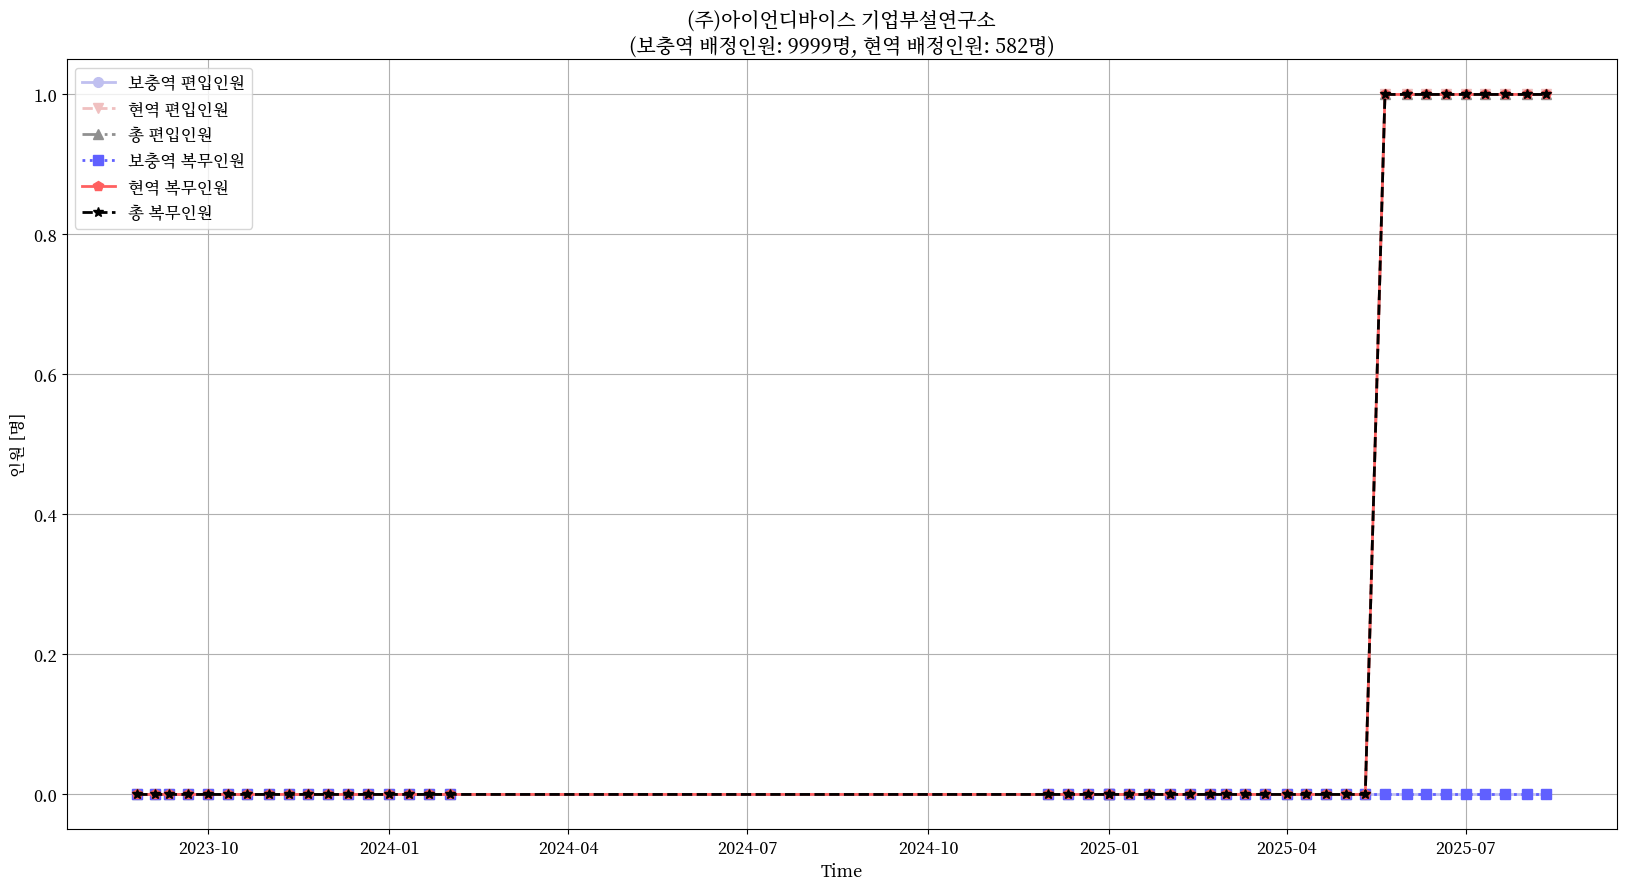 (주)아이언디바이스 기업부설연구소
(보충역 배정인원: 9999명, 현역 배정인원: 582명)
보충역 편입인원
현역 편입인원
총 편입인원
보충역 복무인원
현역 복무인원
총 복무인원
1.0
0.8
0.6
0.4
0.2
0.0
인원 [명]
2023-10 2024-01 2024-04 2024-07 2024-10 2025-01 2025-04 2025-07
Time